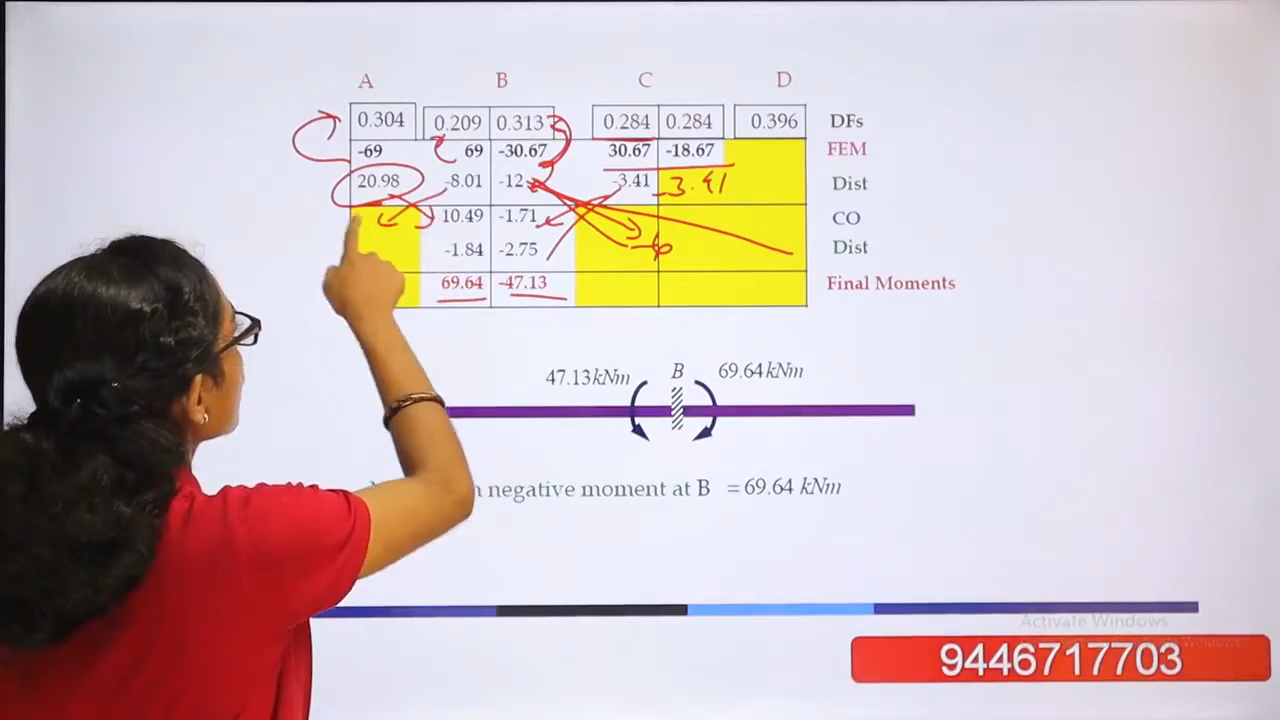 A B C D
0.304 0.209 0.313 0.284 0.284 0.396 DFs
-69 69 -30.67 30.67 -18.67 FEM
20.98 -8.01 -12 -3.41 -3.41 Dist
10.49 -1.71 -6 CO
-1.84 -2.75 Dist
69.64 -47.13 Final Moments
47.13kNm B 69.64kNm
negative moment at B = 69.64 kNm
Activate Windows
9446717703